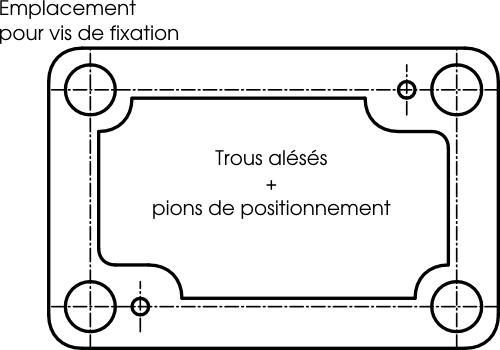 Emplacement
pour vis de fixation
Trous alésés
+
pions de positionnement